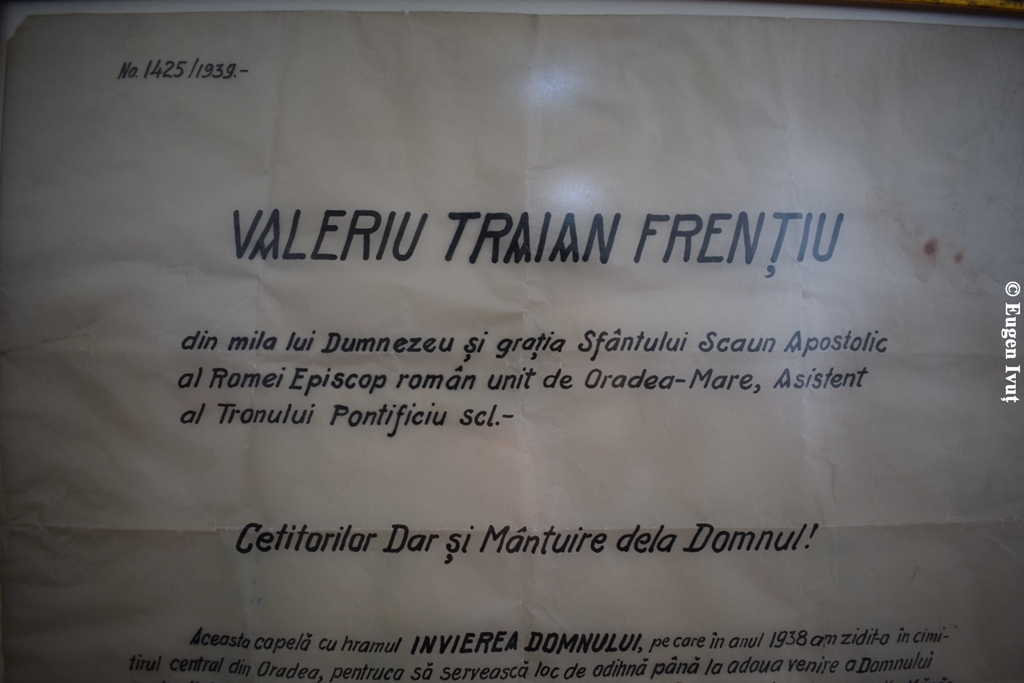 No. 1425/1939.-
VALERIU TRAIAN FRENȚIU
din mila lui Dumnezeu și grația Sfântului Scaun Apostolic
al Romei Episcop român unit de Oradea-Mare, Asistent
al Tronului Pontificiu scl.-
Cetitorilor Dar și Mântuire dela Domnul!
Aceasta capelă cu hramul INVIEREA DOMNULUI, pe care în anul 1938 am zidit-o în cimi-
tirul central din Oradea, pentruca să servească loc de odihnă până la adoua venire a Domnului
© Eugen Ivuț